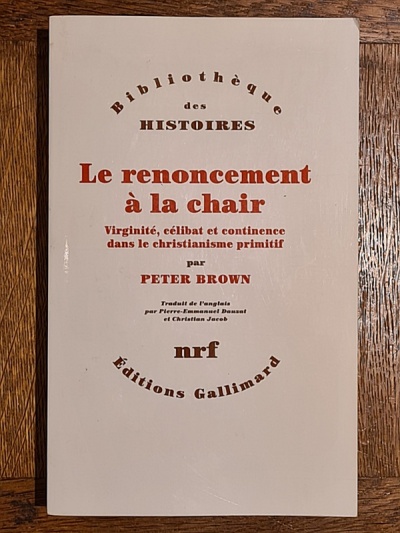 Bibliothèque
des
HISTOIRES
Le renoncement
à la chair
Virginité, célibat et continence
dans le christianisme primitif
par
PETER BROWN
Traduit de l'anglais
par Pierre-Emmanuel Dauzat
et Christian Jacob
nrf
Éditions Gallimard